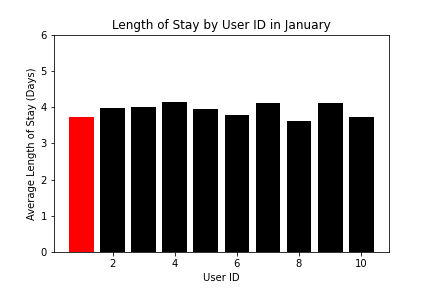 Length of Stay by User ID in January
Average Length of Stay (Days)
6
5
4
3
2
1
0
2 4 6 8 10
User ID